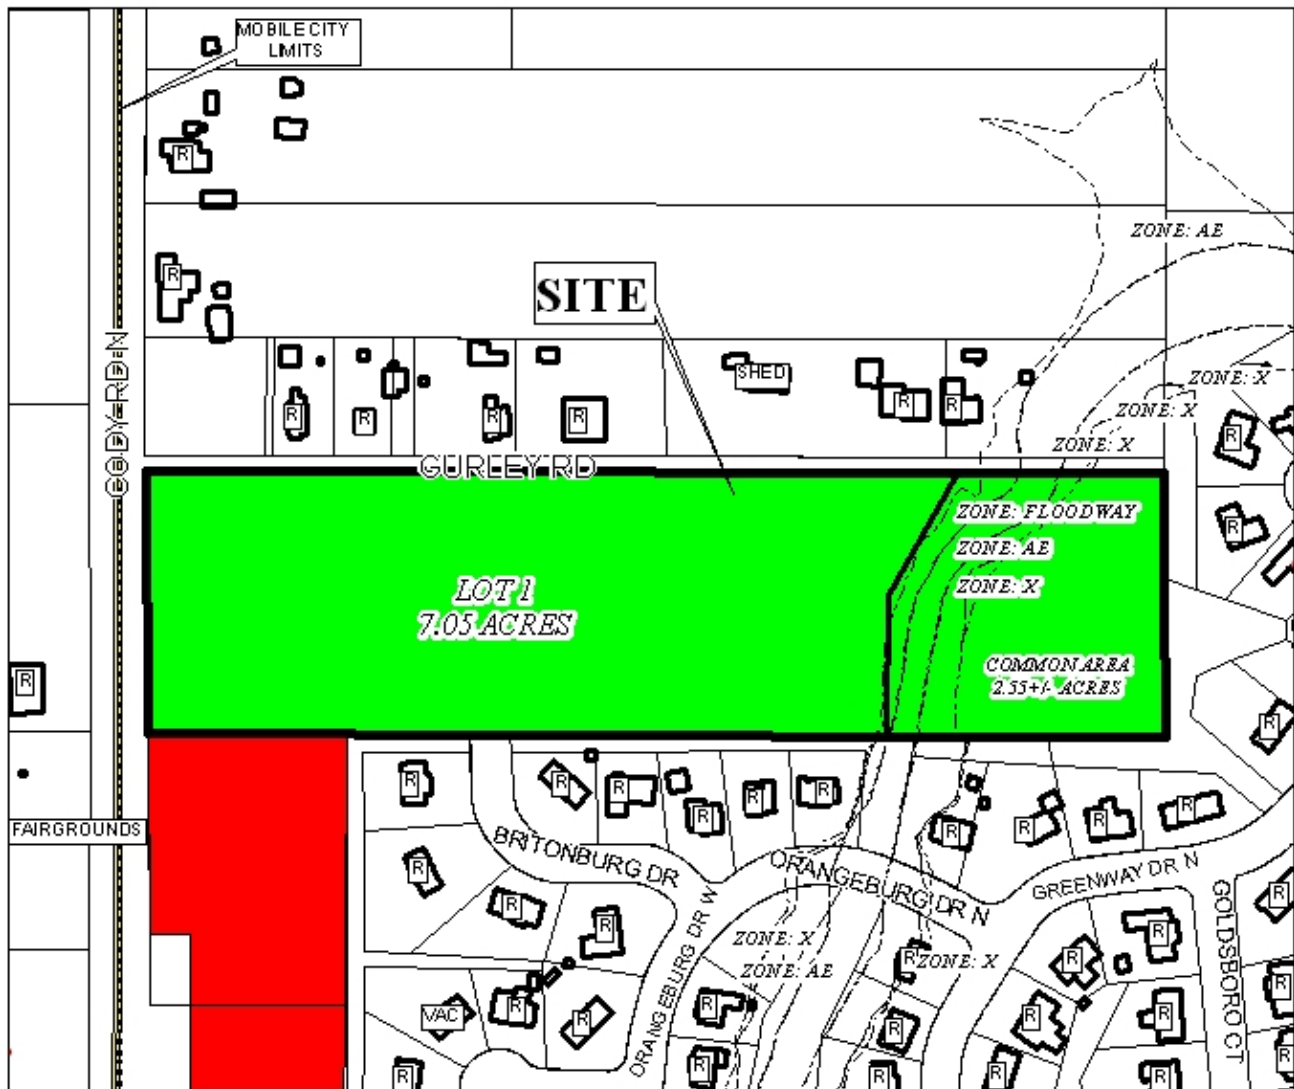 MOBILE CITY
LIMITS
R
ZONE: AE
R
SITE
CODY RD N
SHED
R
R
R
R
R
R
ZONE: X
ZONE: X
ZONE: X
R
GURLEY RD
ZONE: FLOODWAY
R
ZONE: AE
LOT 1
7.05 ACRES
ZONE: X
COMMON AREA
2.55+/- ACRES
R
R
R
R
R
R
R
R
R
R
R
R
FAIRGROUNDS
BRITONBURG DR
ORANGEBURG DR N
GREENWAY DR N
R
R
R
R
ORANGEBURG DR W
GOLDSBORO CT
R
ZONE: X
ZONE: AE
R
ZONE: X
R
R
VAC
R
R
R
R
R
R
R
R
R
R
R
R
R